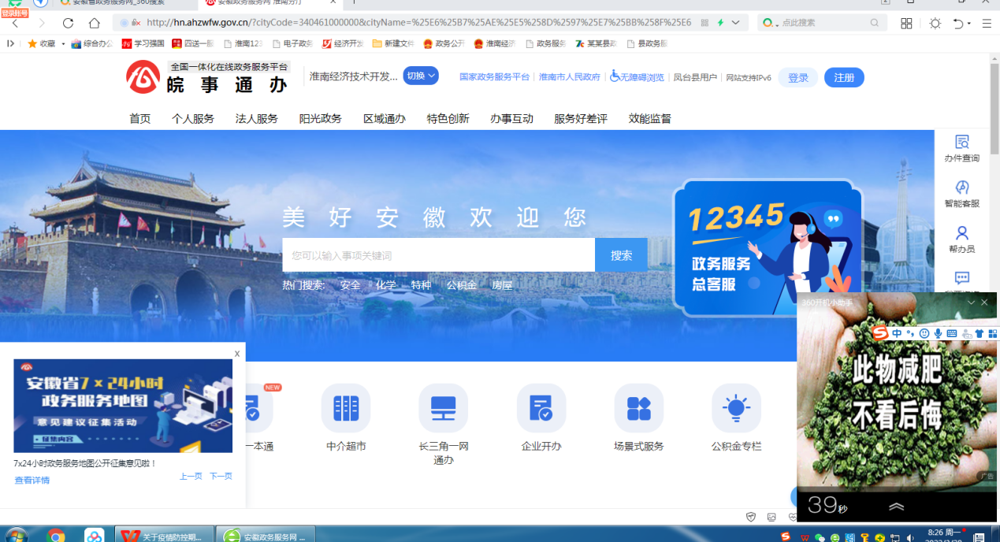 安徽省政务服务网_360搜索
安徽政务服务网-淮南分厅
登录账号
http://hn.ahzwfw.gov.cn/?cityCode=340461000000&cityName=%25E6%25B7%25AE%25E5%258D%2597%25E7%25BB%258F%25E6
点此搜索
收藏
综合办公
学习强国
四送一服
淮南123
电子政务
经济开发
新建文件
政务公开
淮南经济
政务服务
某某县政
县政务服
全国一体化在线政务服务平台
皖事通办
淮南经济技术开发...
切换
国家政务服务平台
淮南市人民政府
无障碍浏览
凤台县用户
网站支持IPv6
登录
注册
首页
个人服务
法人服务
阳光政务
区域通办
特色创新
办事互动
服务好差评
效能监督
美好安徽欢迎您
您可以输入事项关键词
搜索
热门搜索:
安全
化学
特种
公积金
房屋
12345
政务服务
总客服
办件查询
智能客服
帮办员
360开机小助手
中
此物减肥
不看后悔
广告
39秒
x
安徽省7×24小时
政务服务地图
意见建议征集活动
征集内容
7x24小时政务服务地图公开征集意见啦！
查看详情
上一页
下一页
NEW
一本通
中介超市
长三角一网
通办
企业开办
场景式服务
公积金专栏
关于疫情防控期...
安徽政务服务网 ...
8:26 周一